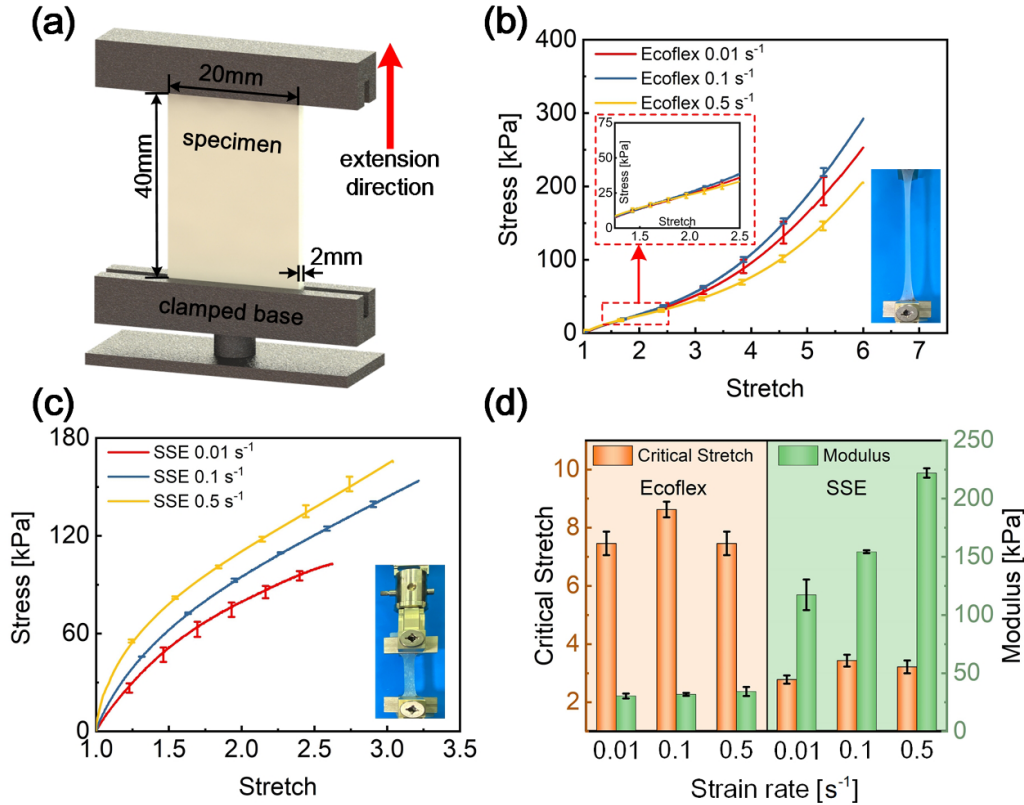 (a)
20mm
specimen
40mm
extension
direction
2mm
clamped base
(b)
400
300
200
100
0
Stress [kPa]
Ecoflex 0.01 s⁻¹
Ecoflex 0.1 s⁻¹
Ecoflex 0.5 s⁻¹
75
50
25
0
Stress [kPa]
Stretch
1.5 2.0 2.5
1 2 3 4 5 6 7
Stretch
(c)
180
120
60
0
Stress [kPa]
SSE 0.01 s⁻¹
SSE 0.1 s⁻¹
SSE 0.5 s⁻¹
1.0 1.5 2.0 2.5 3.0 3.5
Stretch
(d)
10
8
6
4
2
Critical Stretch
Critical Stretch
Modulus
Ecoflex
SSE
250
200
150
100
50
0
Modulus [kPa]
0.01 0.1 0.5 0.01 0.1 0.5
Strain rate [s⁻¹]